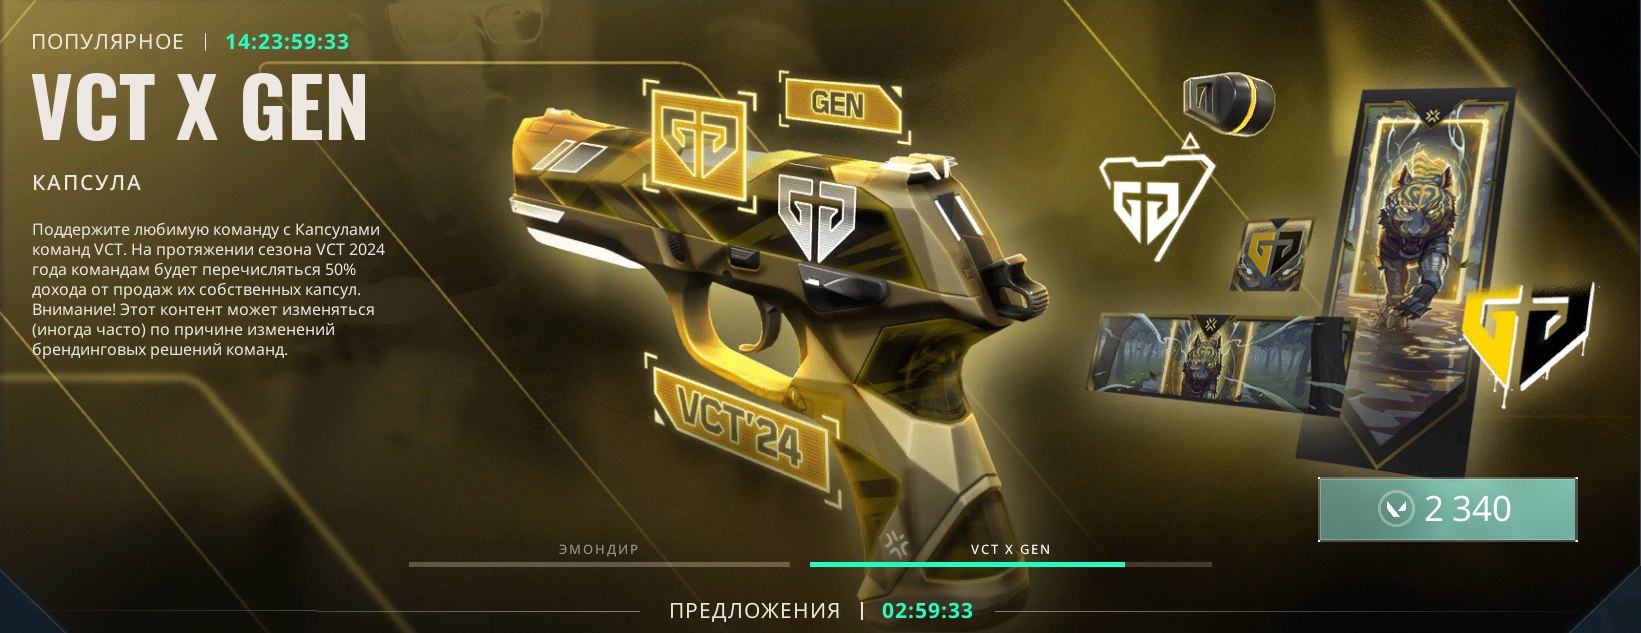 ПОПУЛЯРНОЕ | 14:23:59:33
VCT X GEN
КАПСУЛА
Поддержите любимую команду с Капсулами
команд VCT. На протяжении сезона VCT 2024
года командам будет перечисляться 50%
дохода от продаж их собственных капсул.
Внимание! Этот контент может изменяться
(иногда часто) по причине изменений
брендинговых решений команд.
GEN
VCT'24
2 340
ЭМОНДИР
VCT X GEN
ПРЕДЛОЖЕНИЯ | 02:59:33